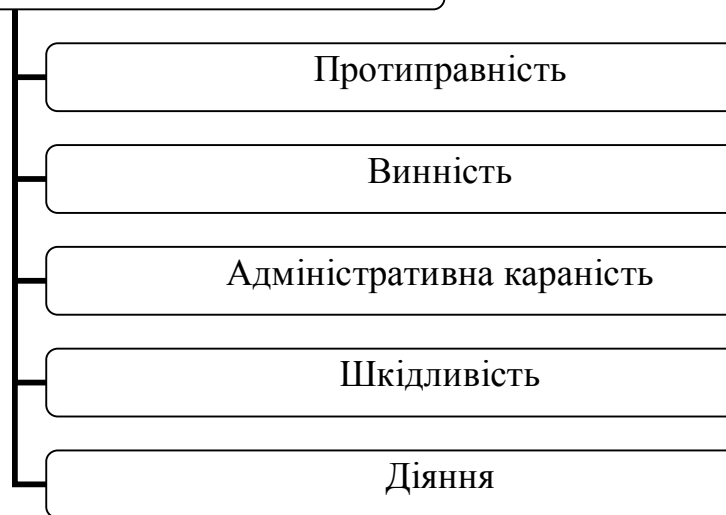 Протиправність
Винність
Адміністративна караність
Шкідливість
Діяння